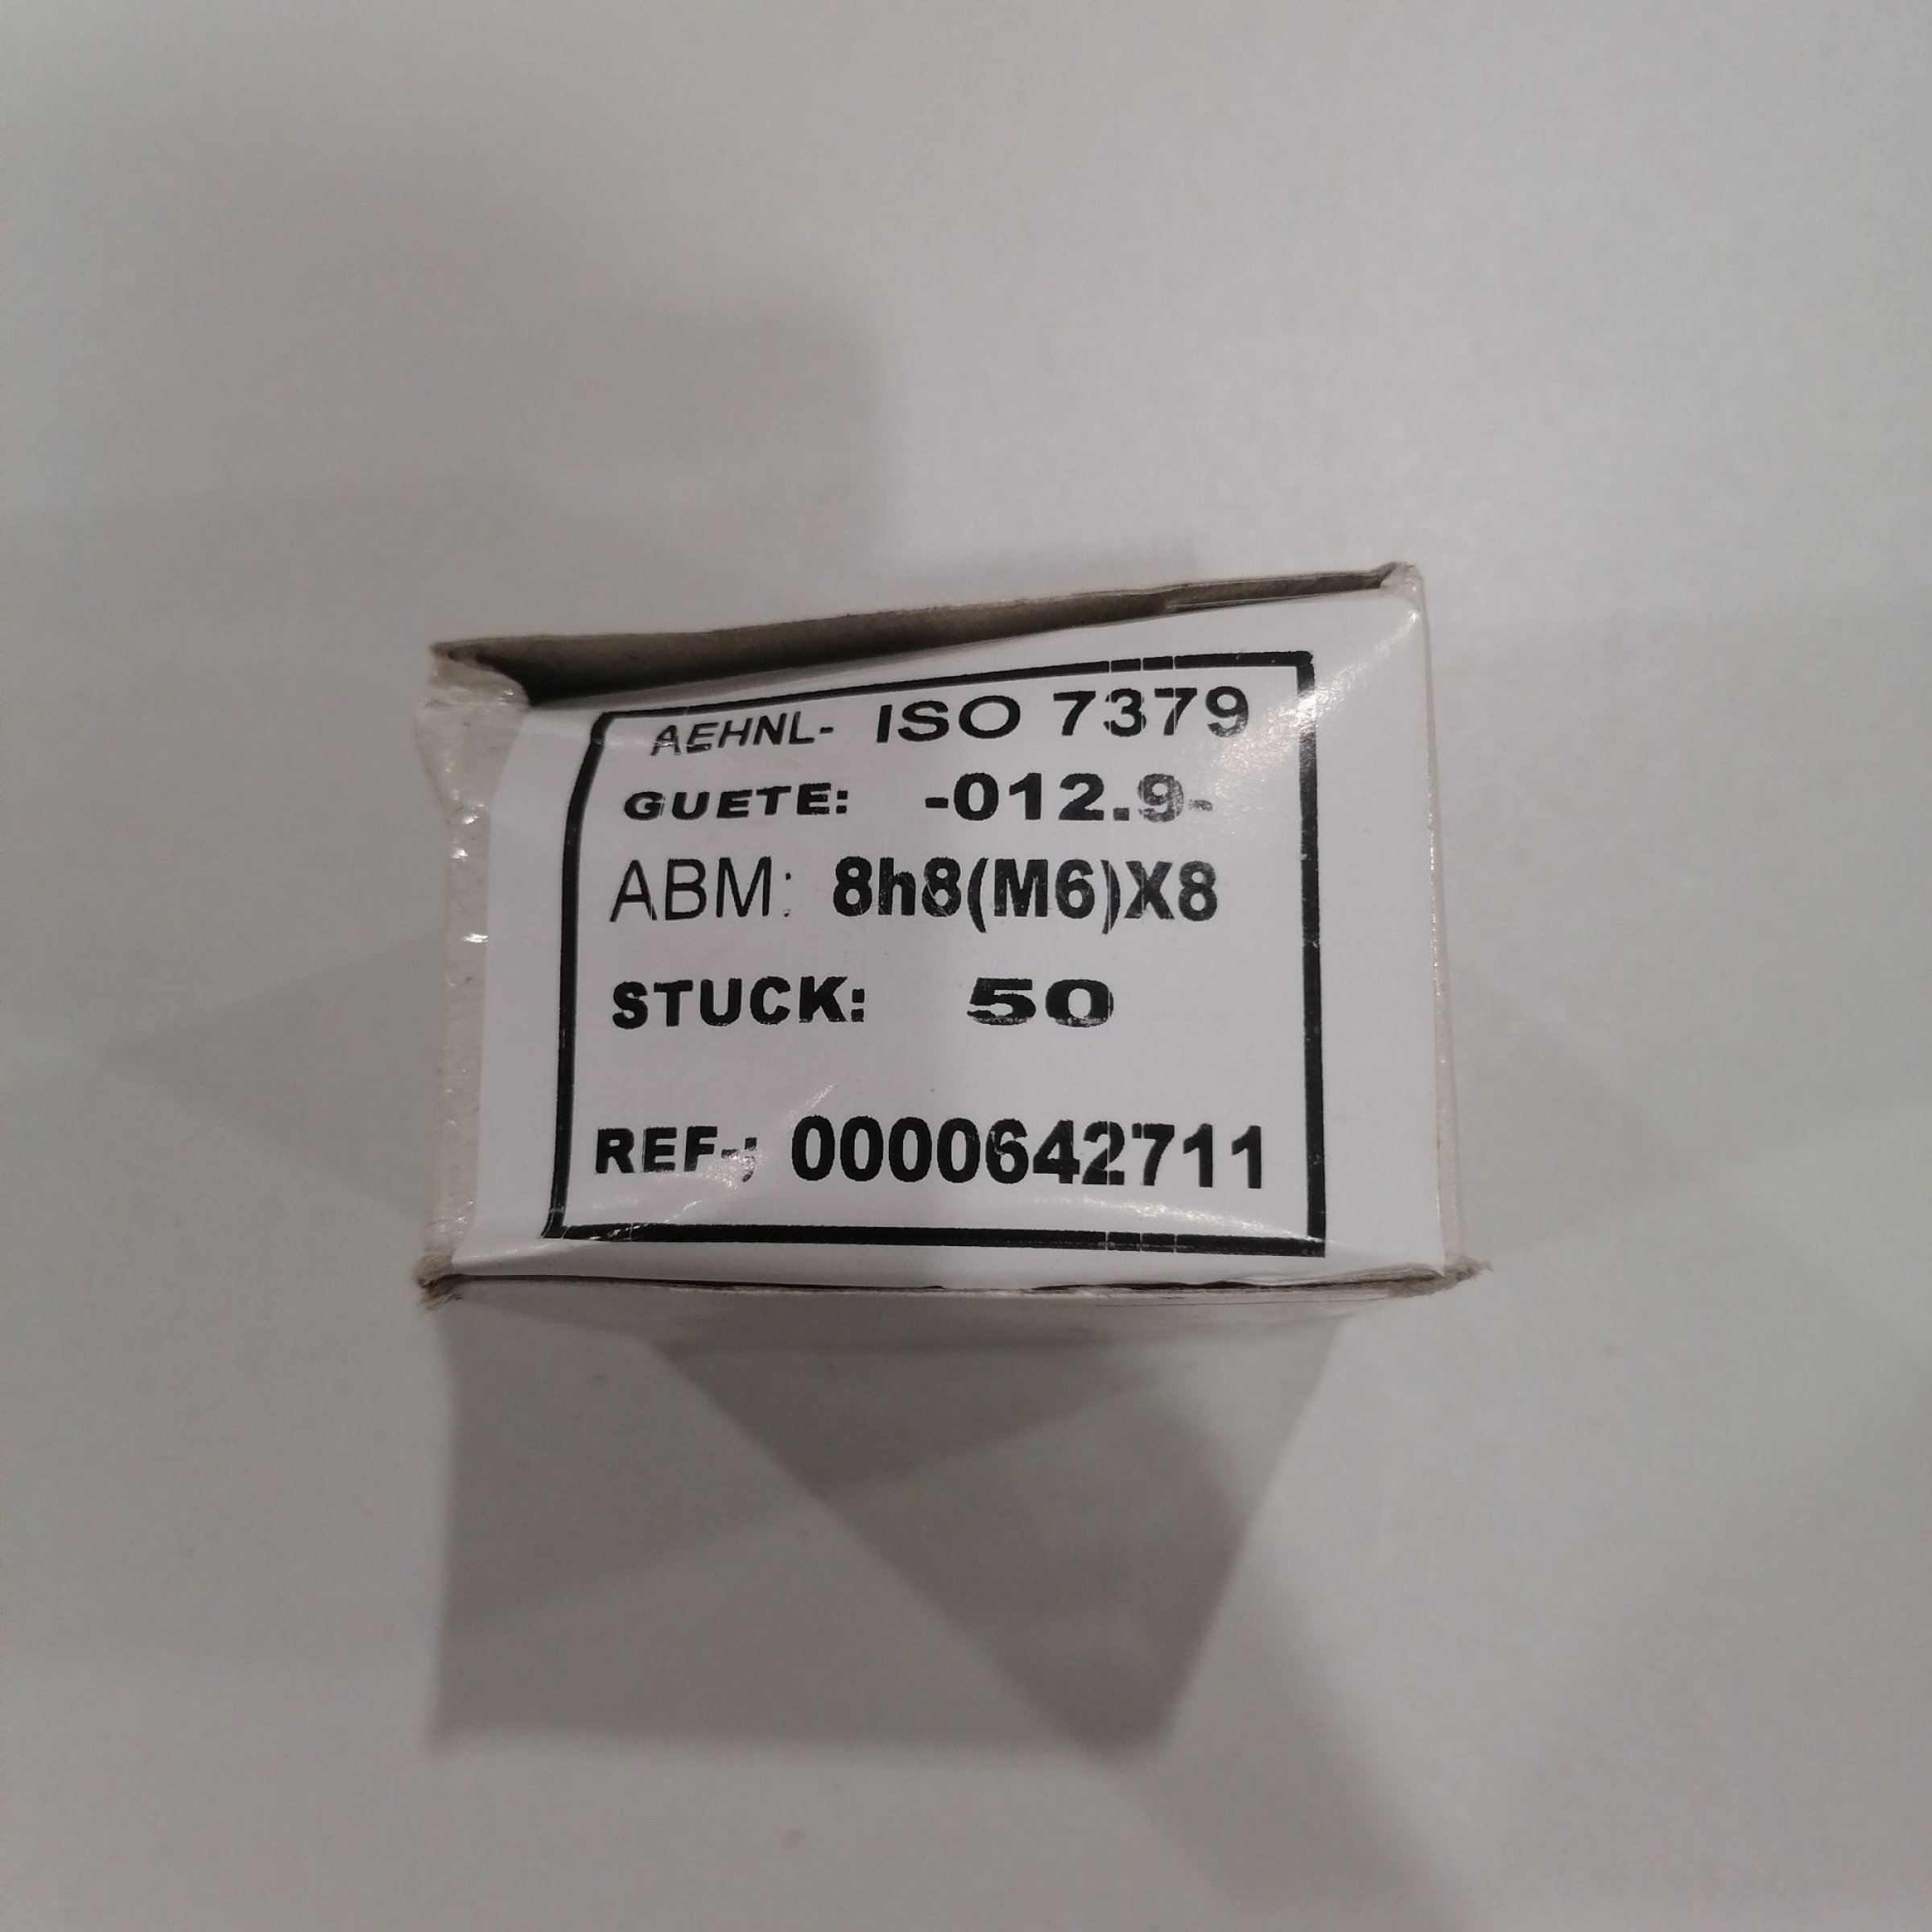 AEHNL- ISO 7379
GUETE: -012.9-
ABM: 8h8(M6)X8
STUCK: 50
REF-; 0000642711